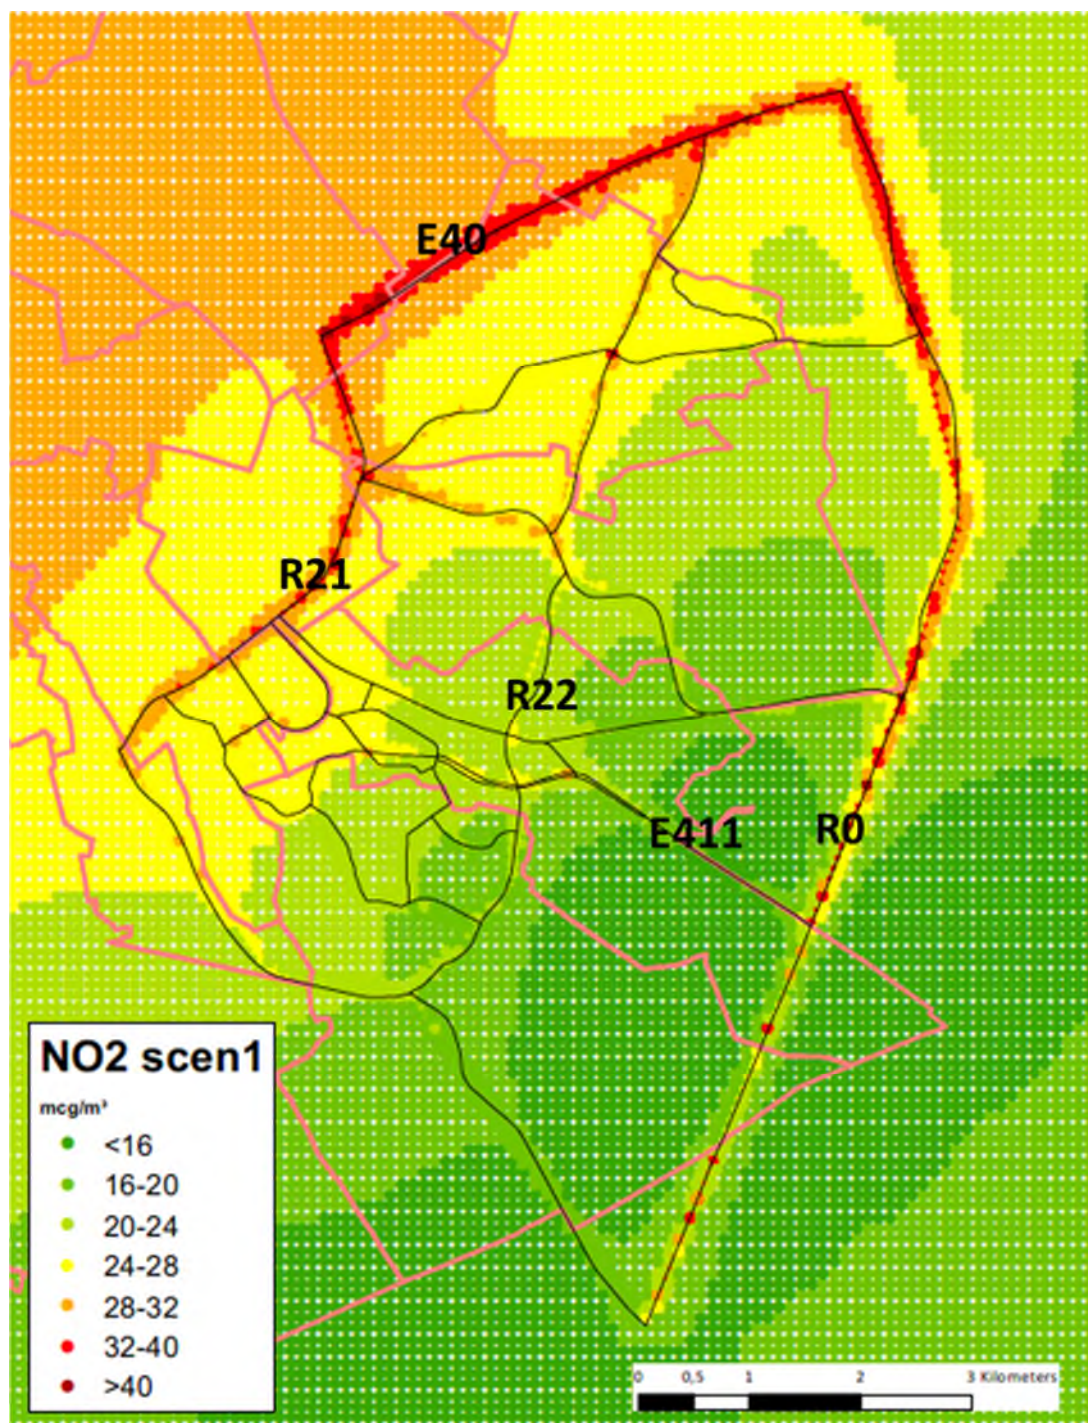 E40
R21
R22
E411
R0
NO2 scen1
mcg/m³
<16
16-20
20-24
24-28
28-32
32-40
>40
0 0,5 1 2 3 Kilometers